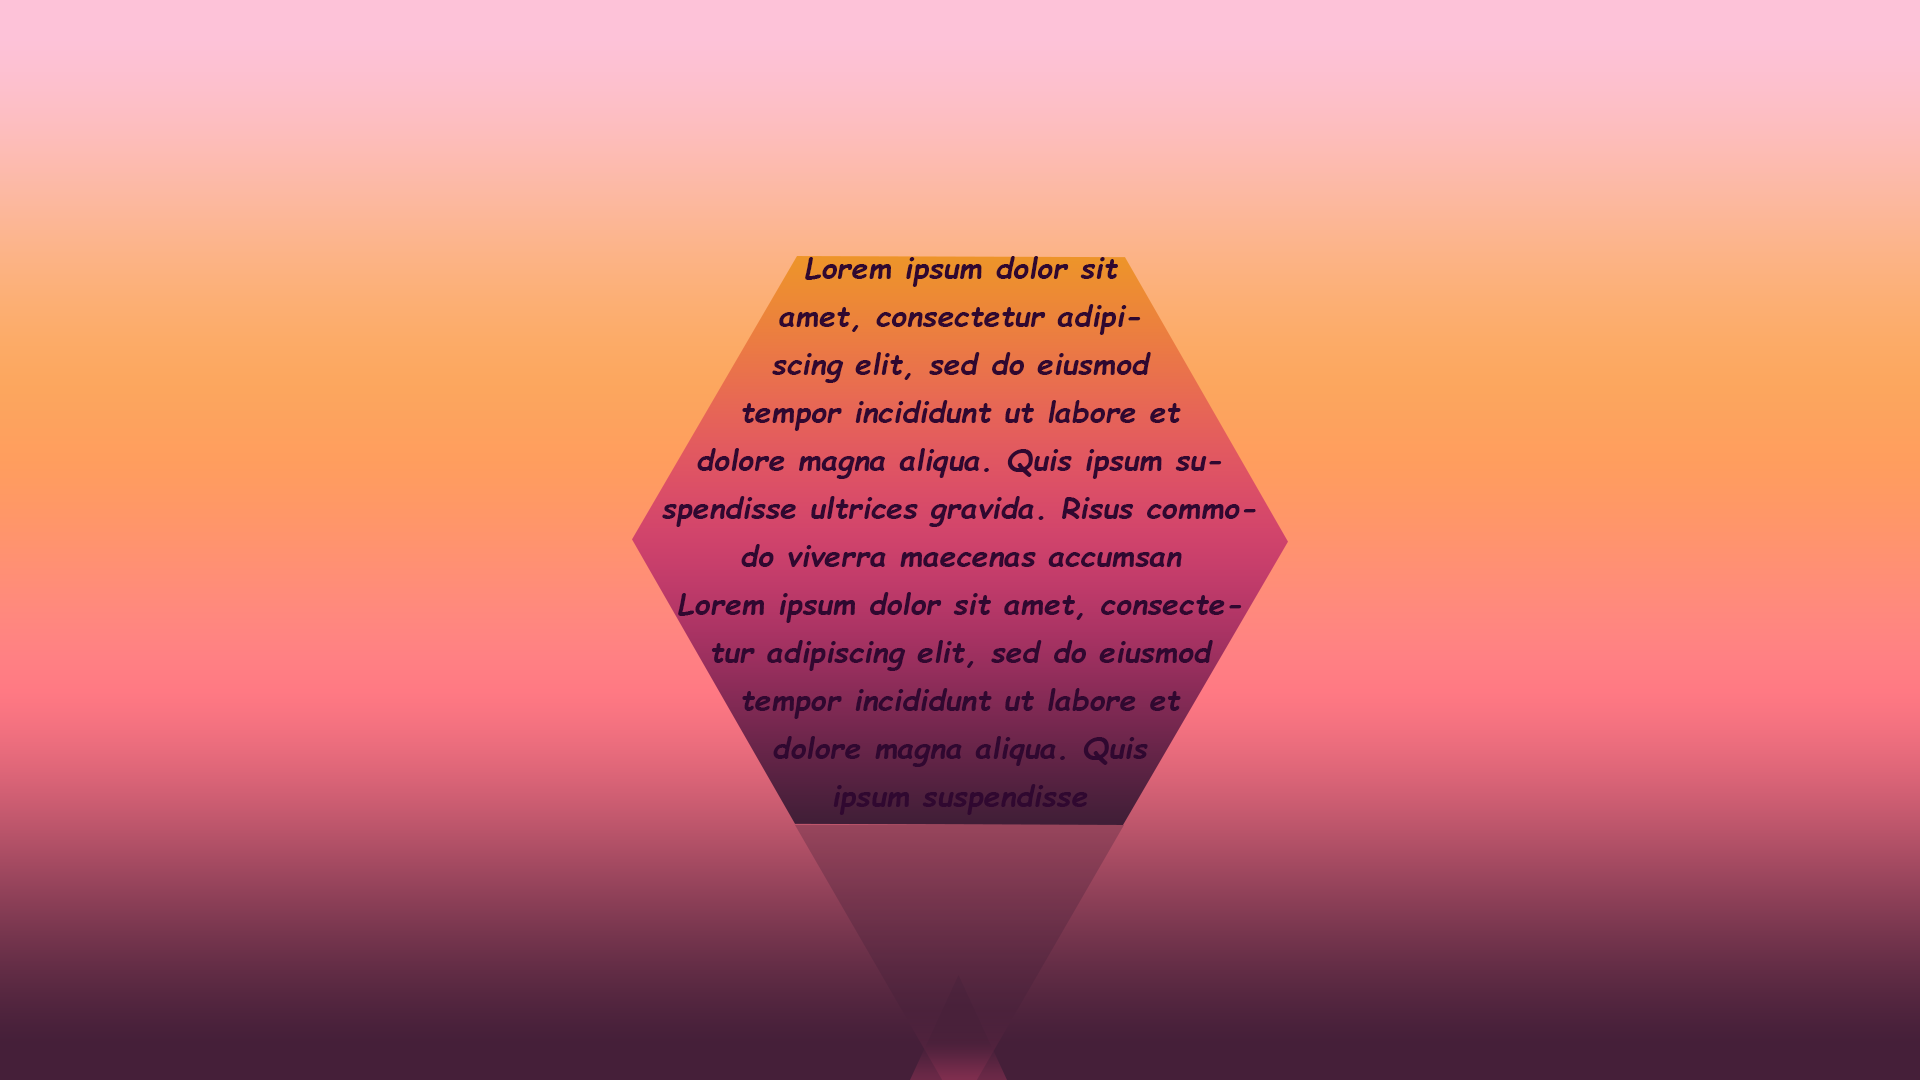 Lorem ipsum dolor sit
amet, consectetur adipi-
scing elit, sed do eiusmod
tempor incididunt ut labore et
dolore magna aliqua. Quis ipsum su-
spendisse ultrices gravida. Risus commo-
do viverra maecenas accumsan
Lorem ipsum dolor sit amet, consecte-
tur adipiscing elit, sed do eiusmod
tempor incididunt ut labore et
dolore magna aliqua. Quis
ipsum suspendisse